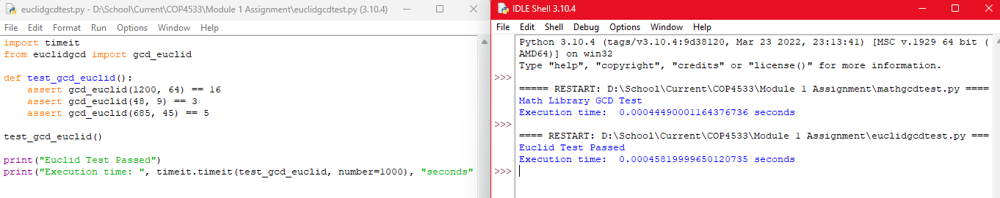 euclidgcdtest.py - D:\School\Current\COP4533\Module 1 Assignment\euclidgcdtest.py (3.10.4)
File Edit Format Run Options Window Help
import timeit
from euclidgcd import gcd_euclid
def test_gcd_euclid():
    assert gcd_euclid(1200, 64) == 16
    assert gcd_euclid(48, 9) == 3
    assert gcd_euclid(685, 45) == 5
test_gcd_euclid()
print("Euclid Test Passed")
print("Execution time: ", timeit.timeit(test_gcd_euclid, number=1000), "seconds"
IDLE Shell 3.10.4
File Edit Shell Debug Options Window Help
Python 3.10.4 (tags/v3.10.4:9d38120, Mar 23 2022, 23:13:41) [MSC v.1929 64 bit (
AMD64)] on win32
Type "help", "copyright", "credits" or "license()" for more information.
>>>
===== RESTART: D:\School\Current\COP4533\Module 1 Assignment\mathgcdtest.py ====
Math Library GCD Test
Execution time:  0.00044490001164376736 seconds
>>>
==== RESTART: D:\School\Current\COP4533\Module 1 Assignment\euclidgcdtest.py ===
Euclid Test Passed
Execution time:  0.00045819999650120735 seconds
>>>